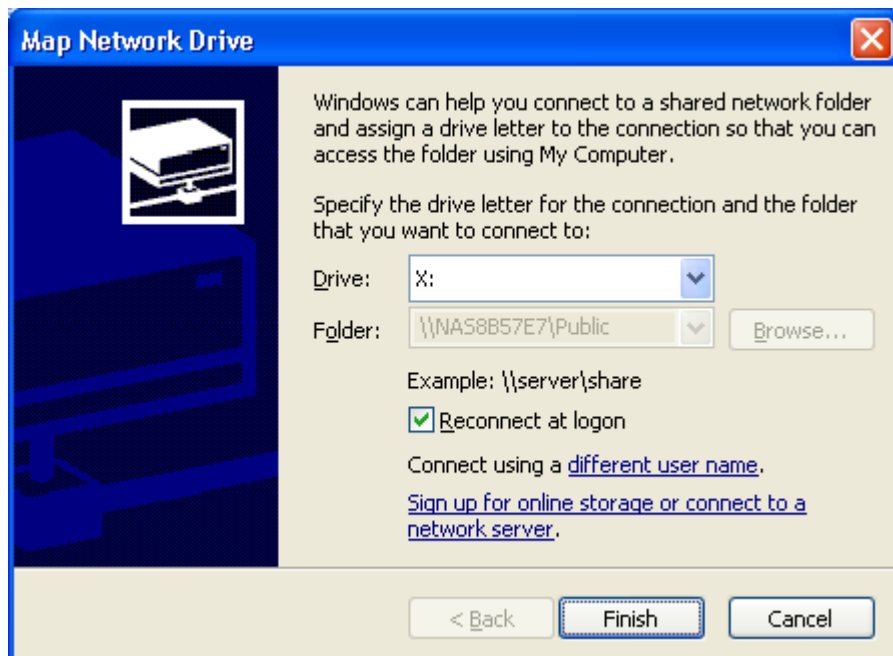 Map Network Drive
Windows can help you connect to a shared network folder
and assign a drive letter to the connection so that you can
access the folder using My Computer.
Specify the drive letter for the connection and the folder
that you want to connect to:
Drive: X:
Folder: \\NAS8B57E7\Public Browse...
Example: \\server\share
Reconnect at logon
Connect using a different user name.
Sign up for online storage or connect to a
network server.
< Back Finish Cancel